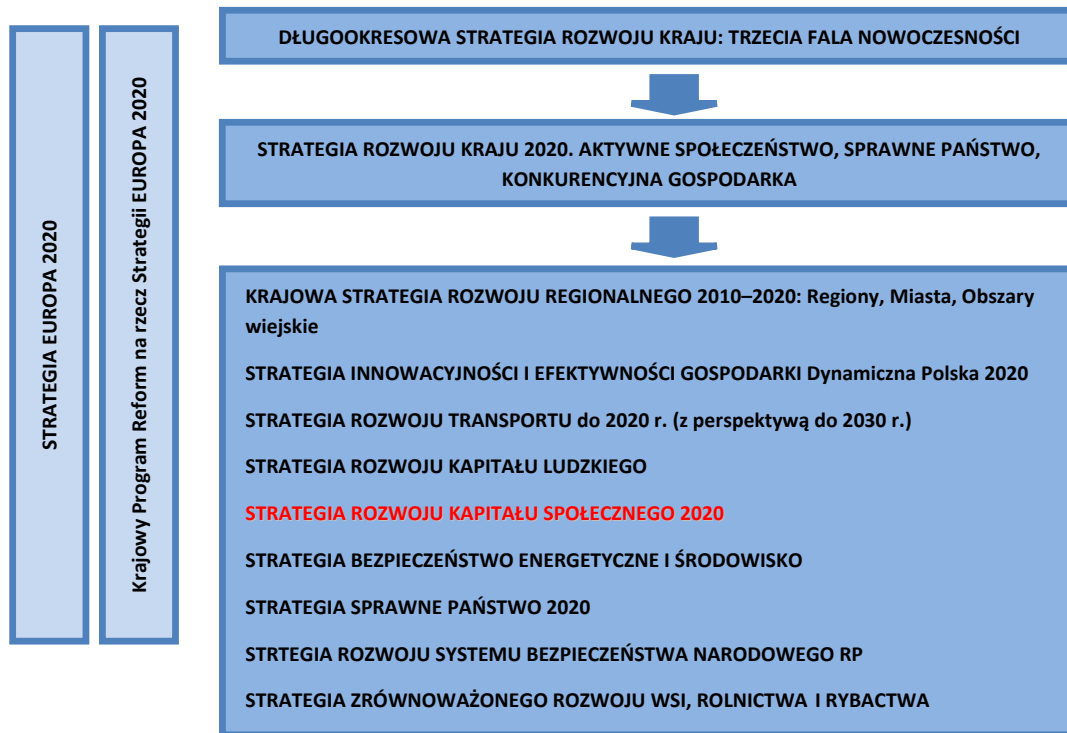 STRATEGIA EUROPA 2020
Krajowy Program Reform na rzecz Strategii EUROPA 2020
DŁUGOOKRESOWA STRATEGIA ROZWOJU KRAJU: TRZECIA FALA NOWOCZESNOŚCI
STRATEGIA ROZWOJU KRAJU 2020. AKTYWNE SPOŁECZEŃSTWO, SPRAWNE PAŃSTWO,
KONKURENCYJNA GOSPODARKA
KRAJOWA STRATEGIA ROZWOJU REGIONALNEGO 2010–2020: Regiony, Miasta, Obszary
wiejskie
STRATEGIA INNOWACYJNOŚCI I EFEKTYWNOŚCI GOSPODARKI Dynamiczna Polska 2020
STRATEGIA ROZWOJU TRANSPORTU do 2020 r. (z perspektywą do 2030 r.)
STRATEGIA ROZWOJU KAPITAŁU LUDZKIEGO
STRATEGIA ROZWOJU KAPITAŁU SPOŁECZNEGO 2020
STRATEGIA BEZPIECZEŃSTWO ENERGETYCZNE I ŚRODOWISKO
STRATEGIA SPRAWNE PAŃSTWO 2020
STRTEGIA ROZWOJU SYSTEMU BEZPIECZEŃSTWA NARODOWEGO RP
STRATEGIA ZRÓWNOWAŻONEGO ROZWOJU WSI, ROLNICTWA I RYBACTWA